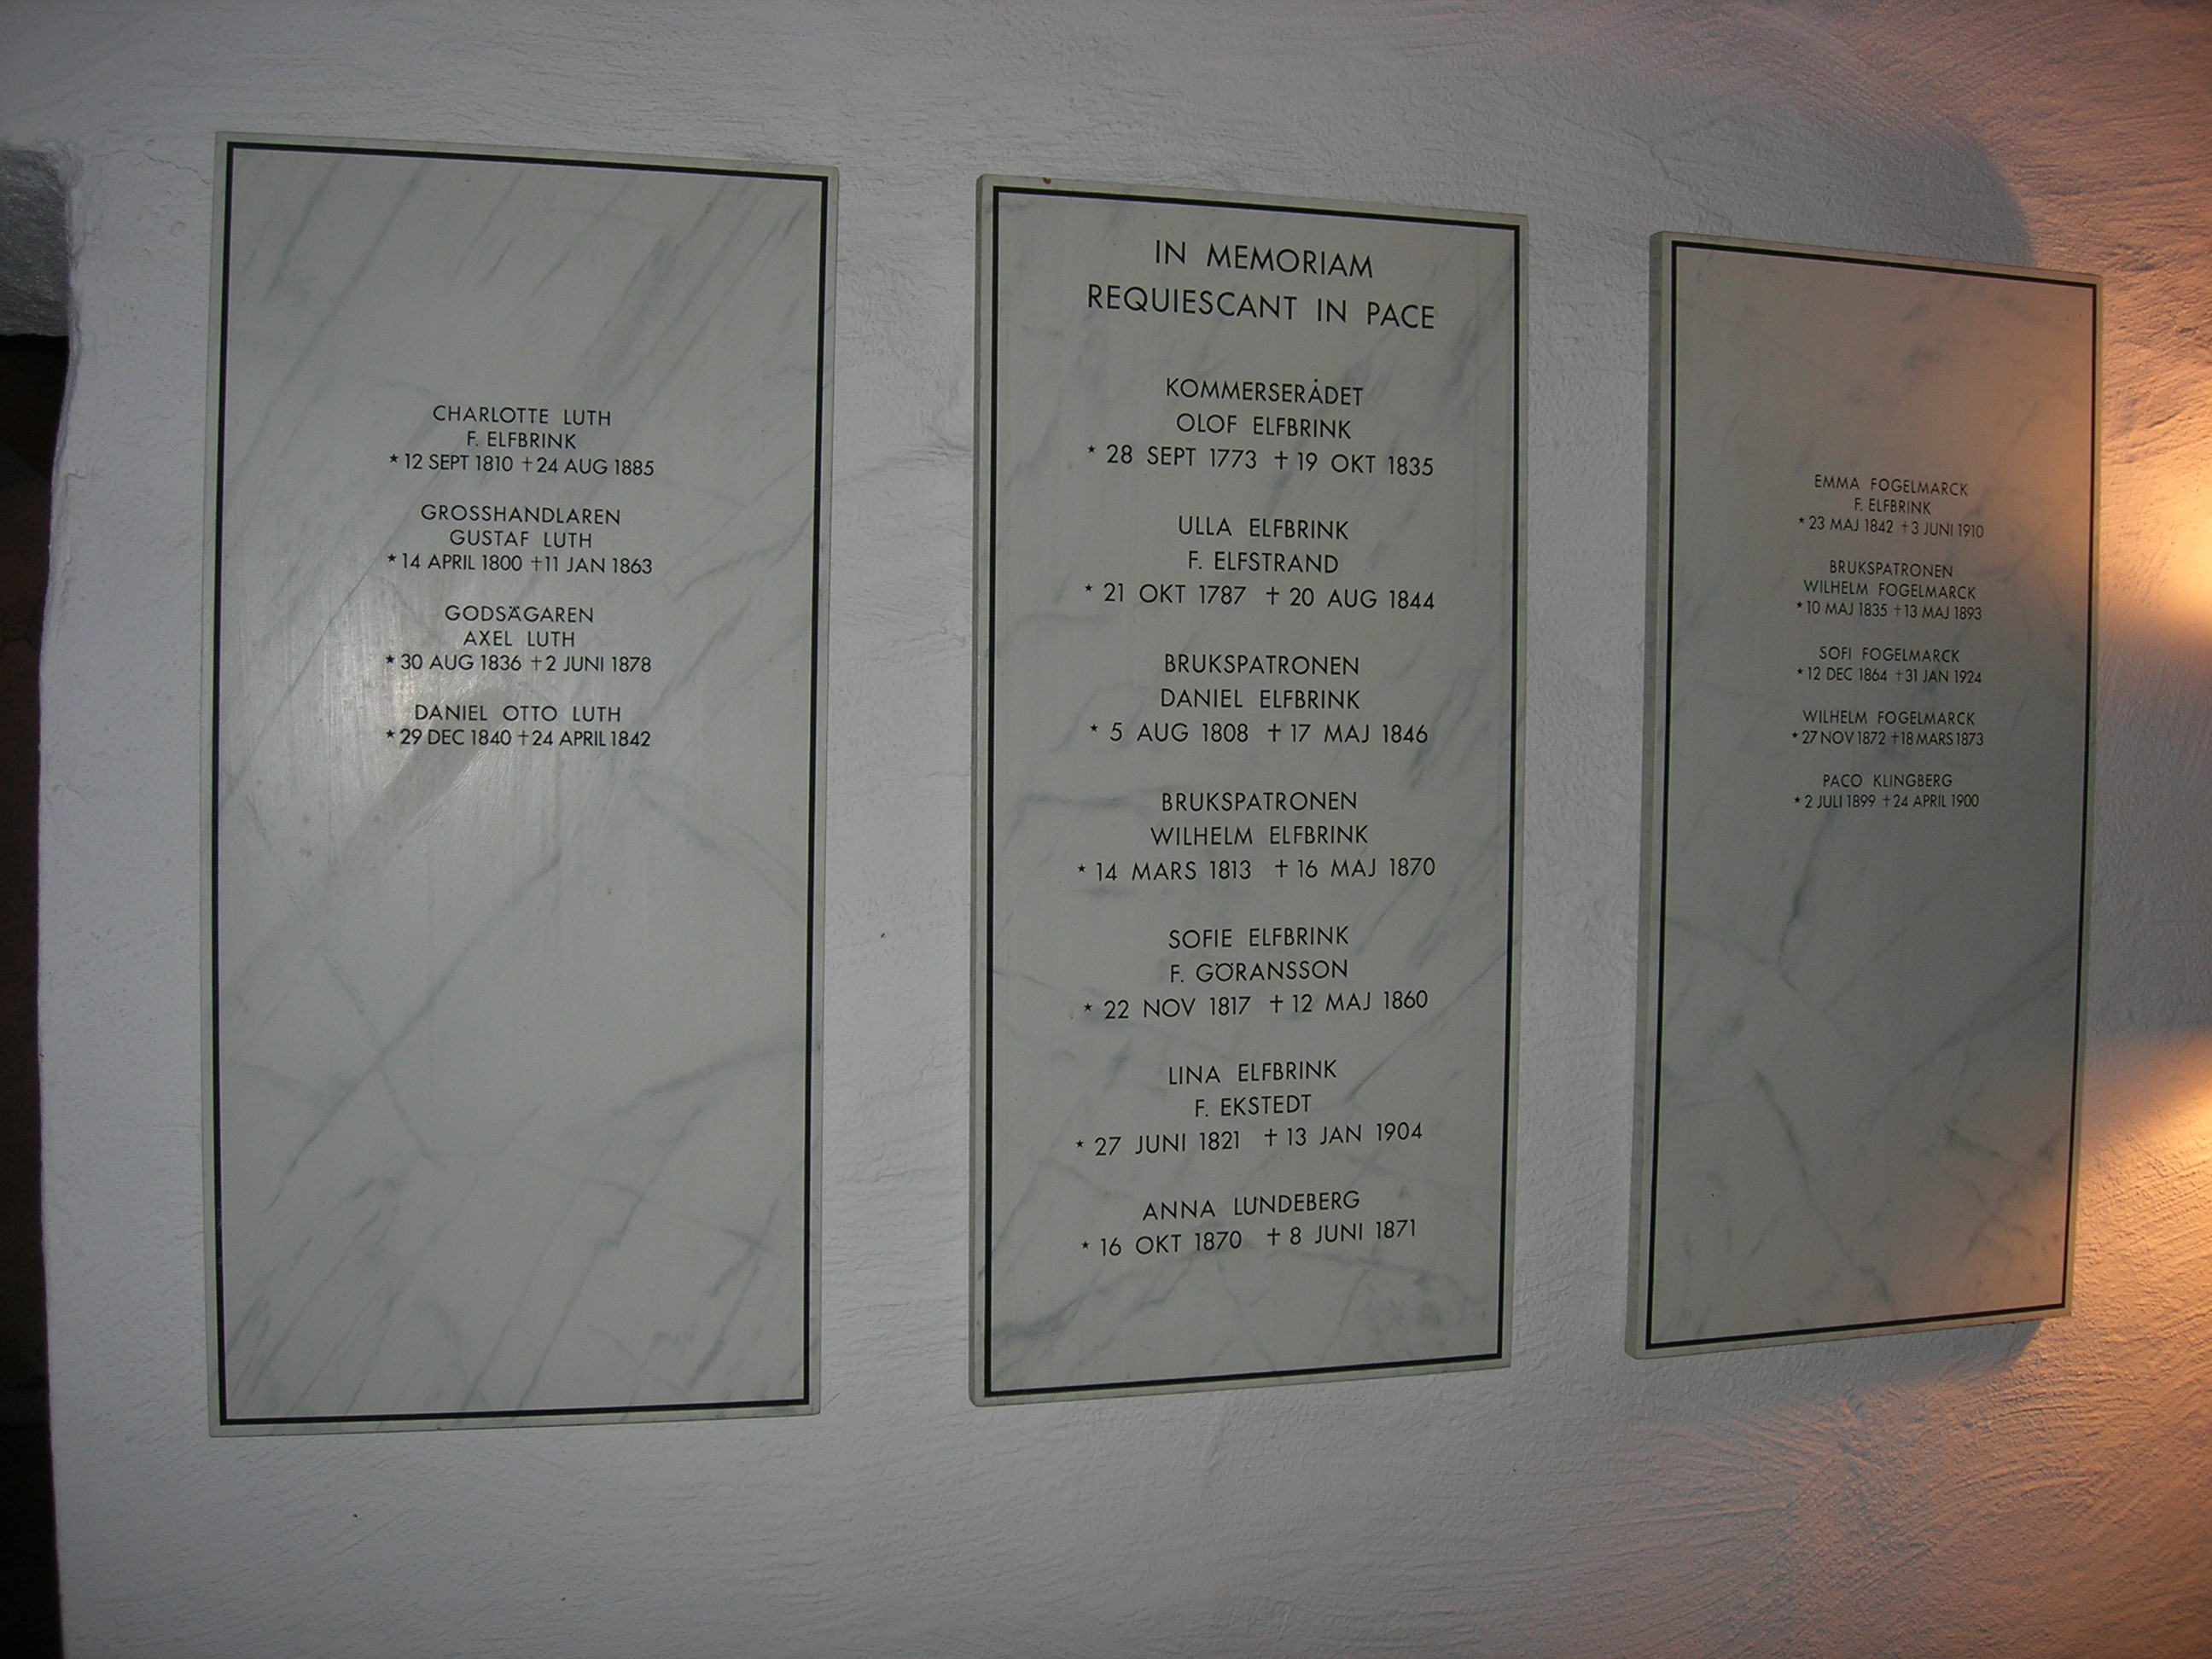 CHARLOTTE LUTH
F. ELFBRINK
★ 12 SEPT 1810 † 24 AUG 1885
GROSSHANDLAREN
GUSTAF LUTH
★ 14 APRIL 1800 † 11 JAN 1863
GODSÄGAREN
AXEL LUTH
★ 30 AUG 1836 † 2 JUNI 1878
DANIEL OTTO LUTH
★ 29 DEC 1840 † 24 APRIL 1842
IN MEMORIAM
REQUIESCANT IN PACE
KOMMERSERÅDET
OLOF ELFBRINK
★ 28 SEPT 1773 † 19 OKT 1835
ULLA ELFBRINK
F. ELFSTRAND
★ 21 OKT 1787 † 20 AUG 1844
BRUKSPATRONEN
DANIEL ELFBRINK
★ 5 AUG 1808 † 17 MAJ 1846
BRUKSPATRONEN
WILHELM ELFBRINK
★ 14 MARS 1813 † 16 MAJ 1870
SOFIE ELFBRINK
F. GÖRANSSON
★ 22 NOV 1817 † 12 MAJ 1860
LINA ELFBRINK
F. EKSTEDT
★ 27 JUNI 1821 † 13 JAN 1904
ANNA LUNDEBERG
★ 16 OKT 1870 † 8 JUNI 1871
EMMA FOGELMARCK
F. ELFBRINK
★ 23 MAJ 1842 † 3 JUNI 1910
BRUKSPATRONEN
WILHELM FOGELMARCK
★ 10 MAJ 1835 † 13 MAJ 1893
SOFI FOGELMARCK
★ 12 DEC 1864 † 31 JAN 1924
WILHELM FOGELMARCK
★ 27 NOV 1872 † 18 MARS 1873
PACO KLINGBERG
★ 2 JULI 1899 † 24 APRIL 1900